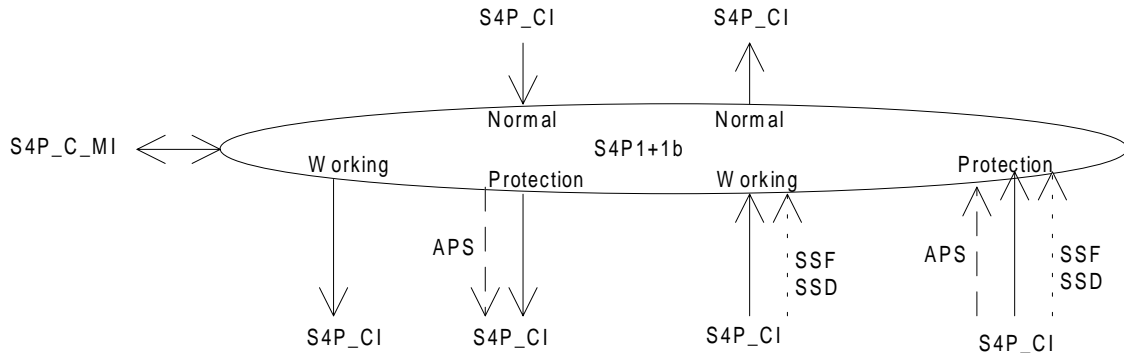 S4P_CI S4P_CI
Normal Normal
S4P_C_MI S4P1+1b
Working Protection Working Protection
APS SSF APS SSF
SSD SSD
S4P_CI S4P_CI S4P_CI S4P_CI